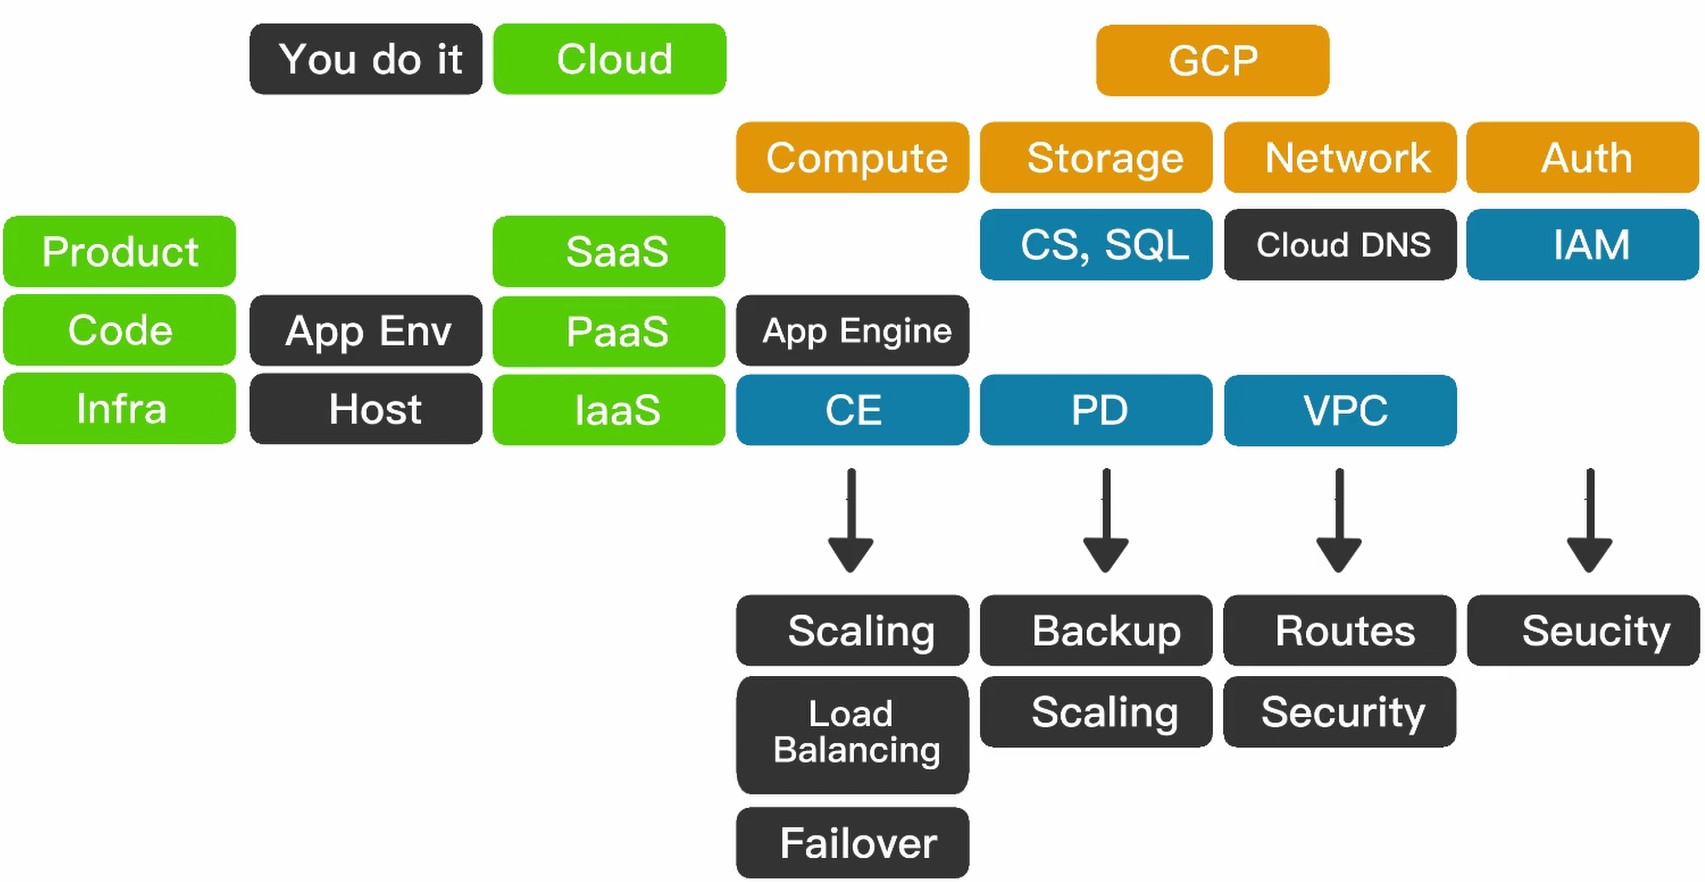 You do it
Cloud
GCP
Compute
Storage
Network
Auth
CS, SQL
Cloud DNS
IAM
Product
SaaS
Code
App Env
PaaS
App Engine
Infra
Host
IaaS
CE
PD
VPC
Scaling
Backup
Routes
Seucity
Load
Balancing
Scaling
Security
Failover